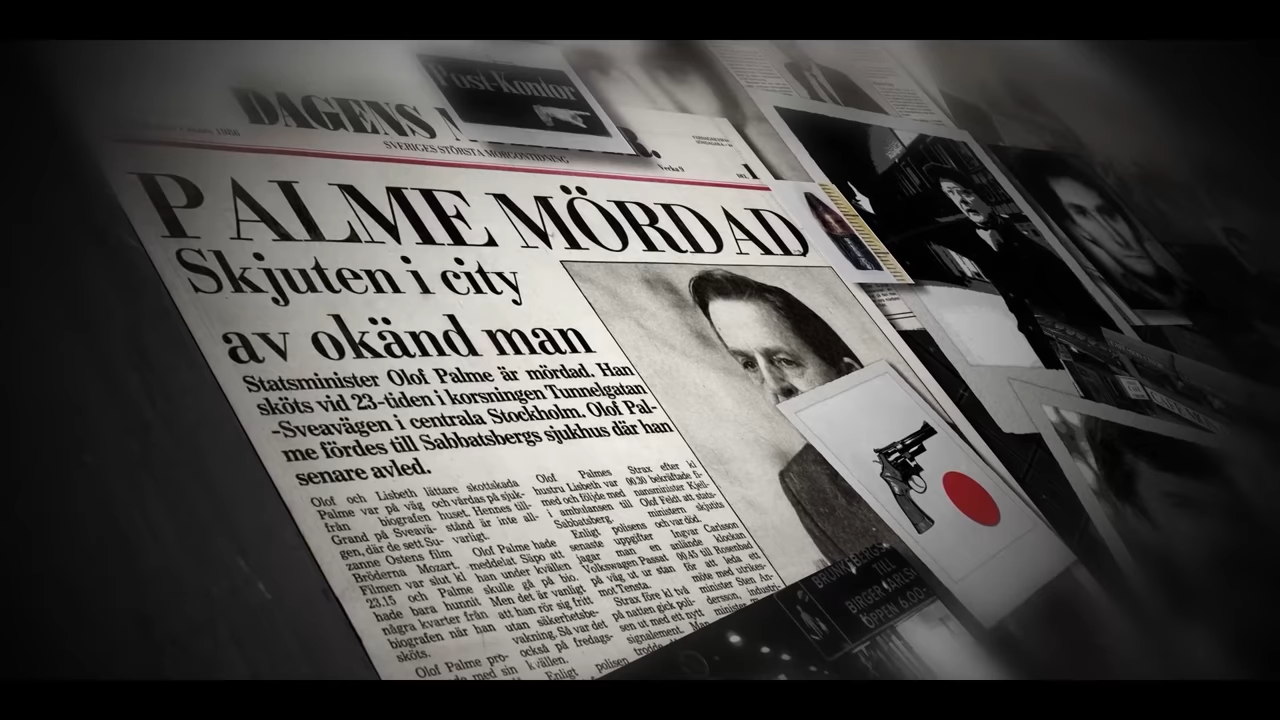 Post-Kontor
DAGENS
1986
SVERIGES STÖRSTA MORGONTIDNING
Vecka 9
PALME MÖRDAD
Skjuten i city
av okänd man
Statsminister Olof Palme är mördad. Han
sköts vid 23-tiden i korsningen Tunnelgatan
-Sveavägen i centrala Stockholm. Olof Pal-
me fördes till Sabbatsbergs sjukhus där han
senare avled.
Olof och Lisbeth
Palme var på väg
från biografen
Grand på Sveavä-
gen, där de sett Su-
zanne Ostens film
Bröderna Mozart.
Filmen var slut kl
23.15 och Palme
hade bara hunnit
några kvarter från
biografen när han
sköts.
Olof Palme pro-
med sin
lättare skottskada
och vårdas på sjuk-
huset. Hennes till-
stånd är inte all-
varligt.
Olof Palme hade
meddelat Säpo att
han under kvällen
skulle gå på bio.
Men det är vanligt
att han rör sig fritt
utan säkerhetsbe-
vakning. Så var det
också på fredags-
kvällen.
Enligt polisen
Olof Palmes
hustru Lisbeth var
med och följde med
i ambulansen till
Sabbatsberg.
Enligt polisens
senaste uppgifter
jagar man en
Volkswagen Passat
på väg ut ur stan
mot Tensta.
Strax före kl två
på natten gick poli-
sen ut med ett nytt
signalement. Man
trodde
Strax efter kl
00.30 bekräftade fi-
nansminister Kjell-
Olof Feldt att stats-
ministern skjutits
och var död.
Ingvar Carlsson
anlände klockan
till Rosenbad
för att leda ett
möte med utrikes-
minister Sten An-
dersson, industri-
minister
TILL
BIRGER JARLS
ÖPPEN 6.00-